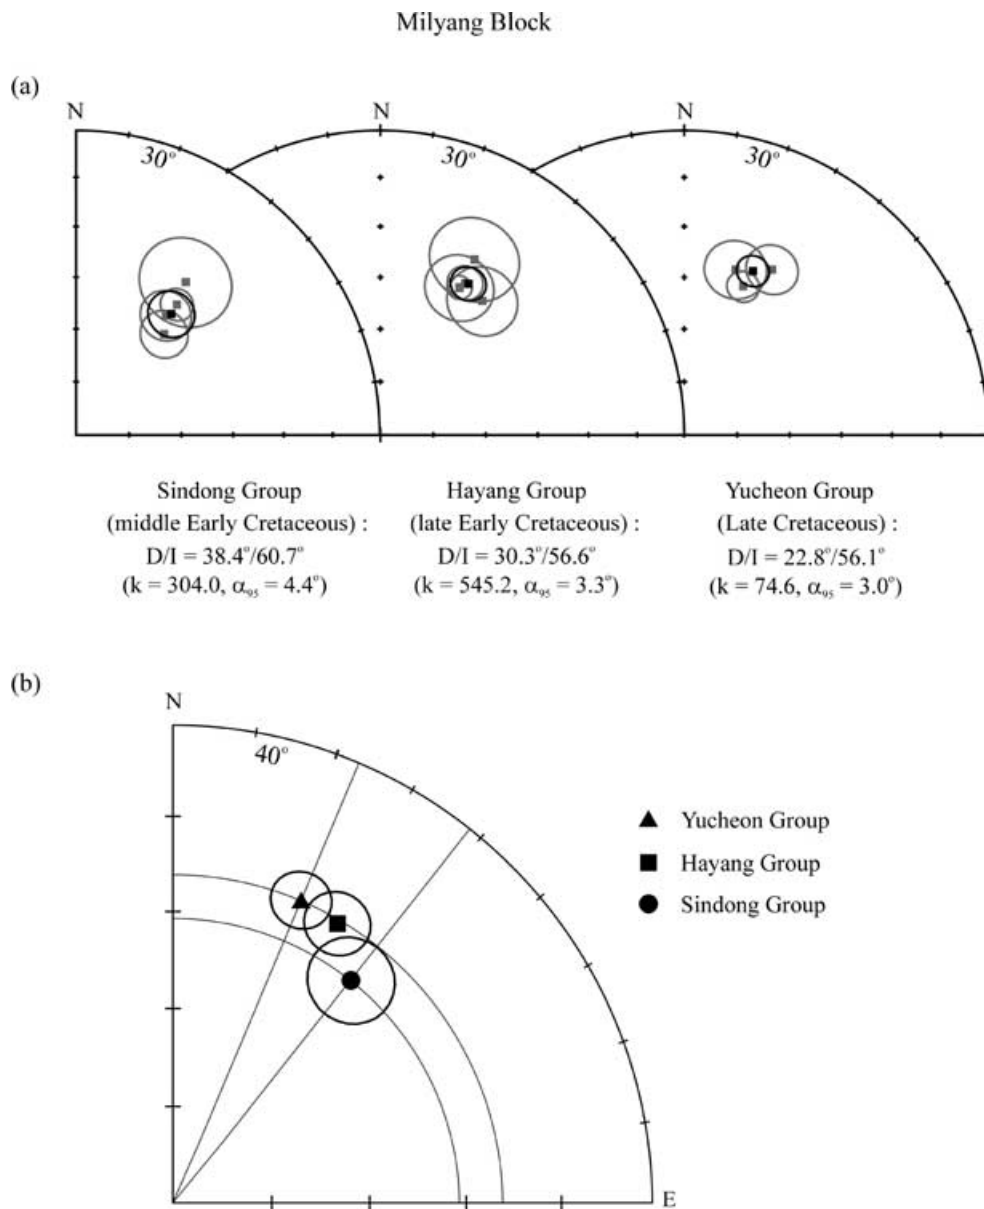 Milyang Block
(a)
N N N
30° 30° 30°
Sindong Group
(middle Early Cretaceous) :
D/I = 38.4°/60.7°
(k = 304.0, α₉₅ = 4.4°)
Hayang Group
(late Early Cretaceous) :
D/I = 30.3°/56.6°
(k = 545.2, α₉₅ = 3.3°)
Yucheon Group
(Late Cretaceous) :
D/I = 22.8°/56.1°
(k = 74.6, α₉₅ = 3.0°)
(b)
N
40°
Yucheon Group
Hayang Group
Sindong Group
E